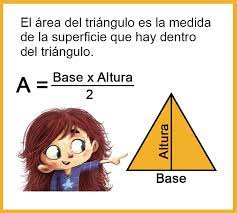 El área del triángulo es la medida
de la superficie que hay dentro
del triángulo.
A = Base x Altura
2
Altura
Base